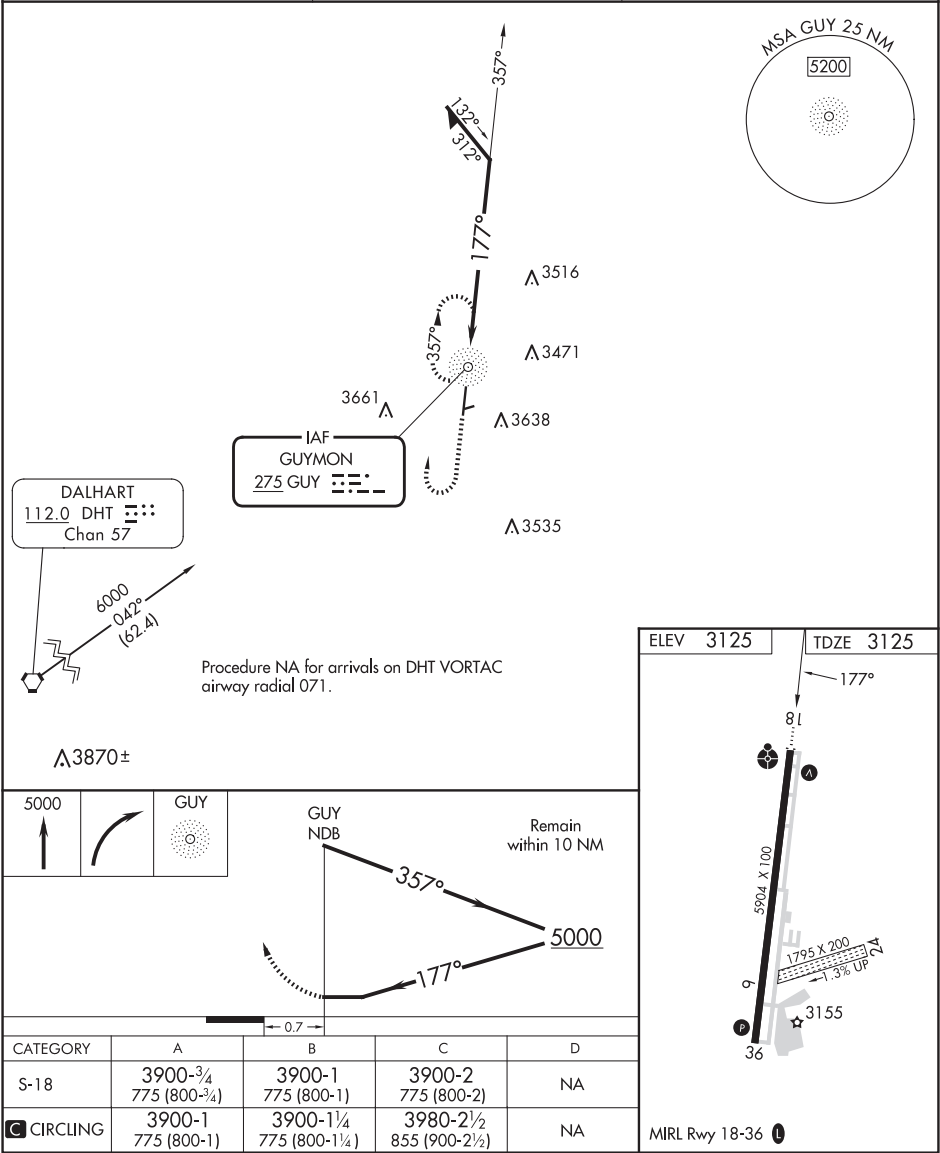 MSA GUY 25 NM
5200
357°
132°
312°
177°
3516
357°
3471
3661
3638
IAF
GUYMON
275 GUY
DALHART
112.0 DHT
Chan 57
3535
6000
042°
(62.4)
Procedure NA for arrivals on DHT VORTAC
airway radial 071.
3870±
ELEV 3125
TDZE 3125
177°
18
A
5904 X 100
1795 X 200
24
1.3% UP
6
3155
P
36
MIRL Rwy 18-36 L
5000
GUY
GUY
NDB
Remain
within 10 NM
357°
5000
177°
0.7
CATEGORY A B C D
S-18 3900-¾ 3900-1 3900-2 NA
775 (800-¾) 775 (800-1) 775 (800-2)
C CIRCLING 3900-1 3900-1¼ 3980-2½ NA
775 (800-1) 775 (800-1¼) 855 (900-2½)